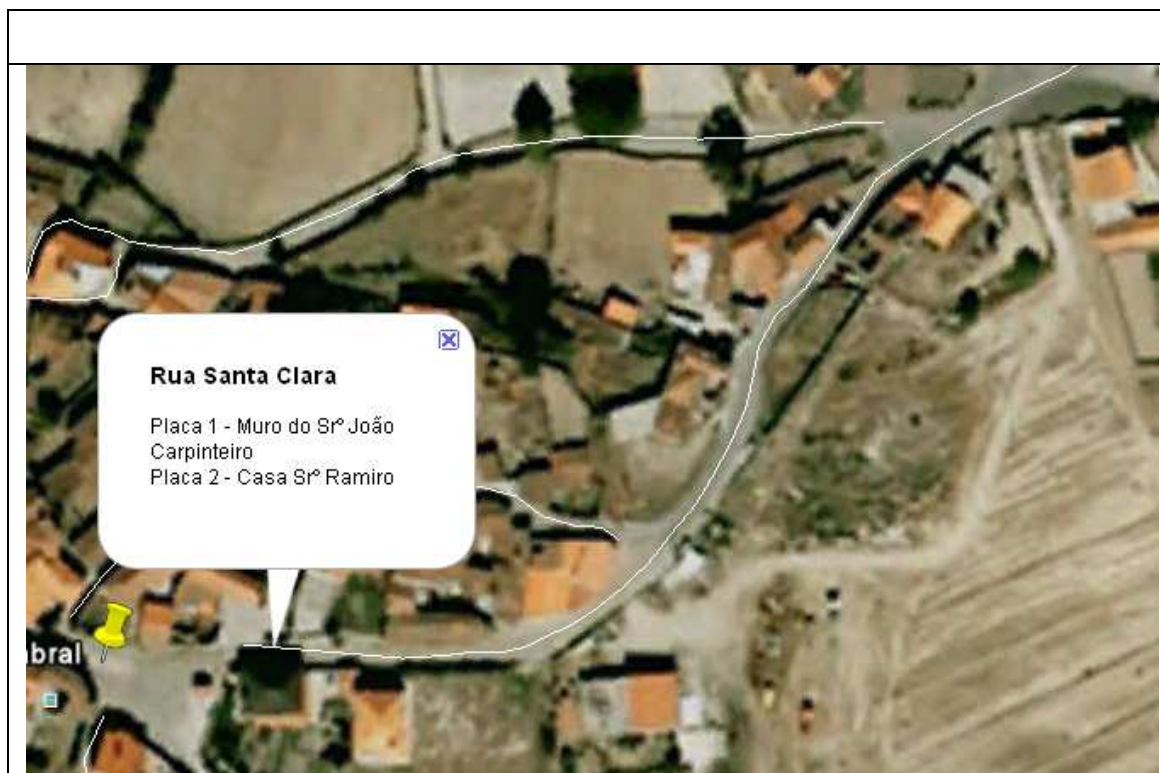 Rua Santa Clara
Placa 1 - Muro do Srº João
Carpinteiro
Placa 2 - Casa Srº Ramiro
bral